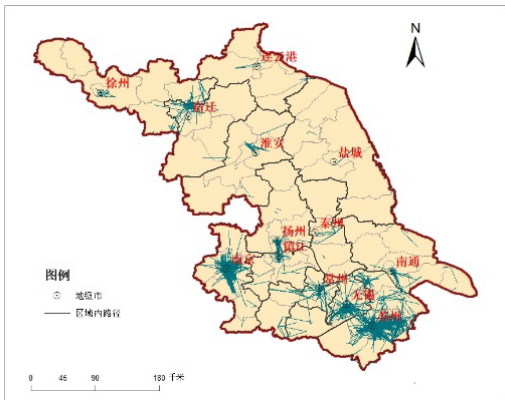 N
连云港
徐州
宿迁
淮安
盐城
泰州
扬州
镇江
南京
南通
常州
无锡
苏州
图例
地级市
区域内路径
0 45 90 180 千米